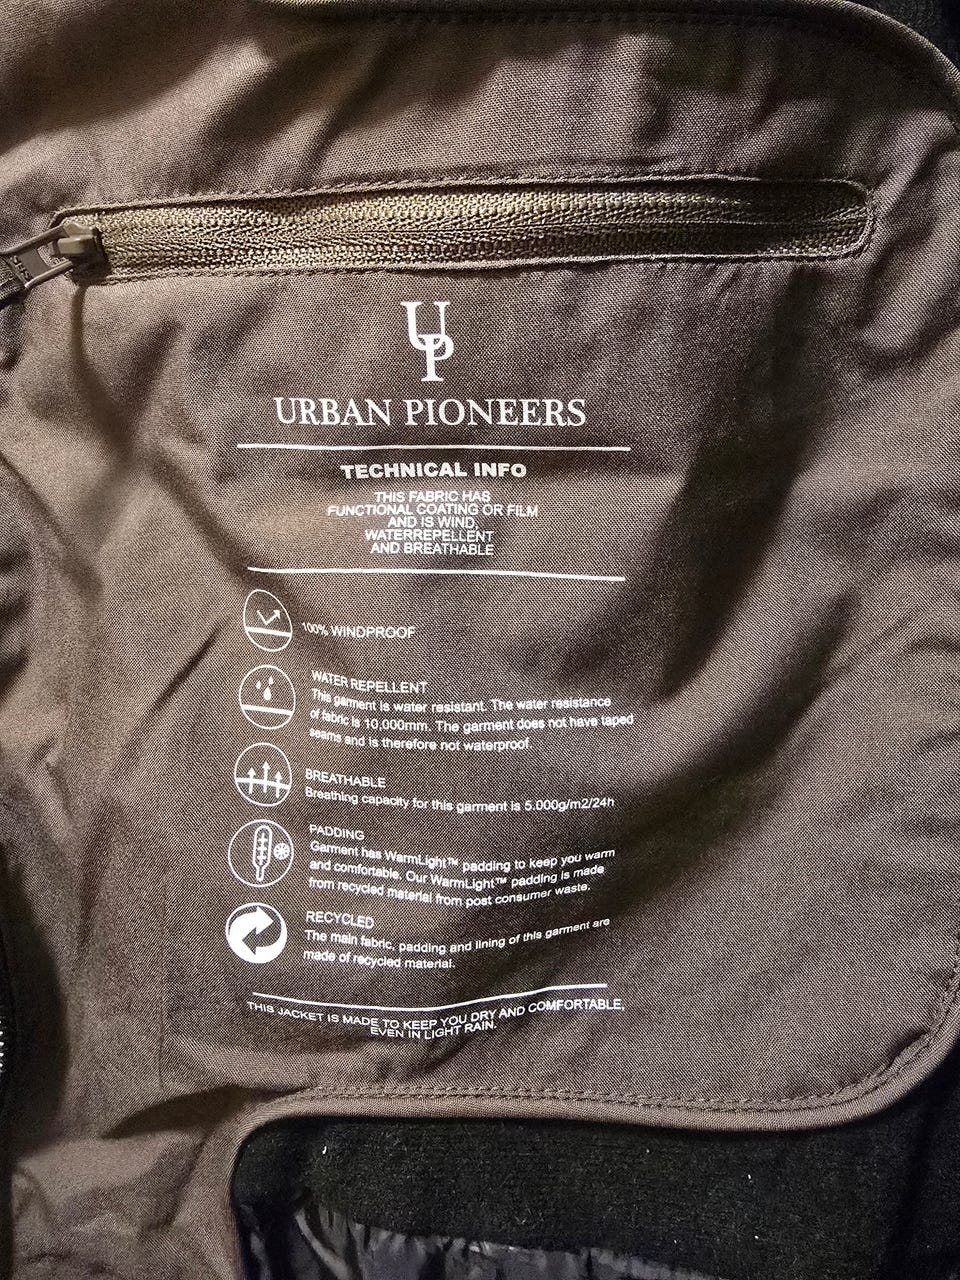 UP
URBAN PIONEERS
TECHNICAL INFO
THIS FABRIC HAS
FUNCTIONAL COATING OR FILM
AND IS WIND,
WATERREPELLENT
AND BREATHABLE
100% WINDPROOF
WATER REPELLENT
This garment is water resistant. The water resistance
of fabric is 10,000mm. The garment does not have taped
seams and is therefore not waterproof.
BREATHABLE
Breathing capacity for this garment is 5.000g/m2/24h
PADDING
Garment has WarmLight™ padding to keep you warm
and comfortable. Our WarmLight™ padding is made
from recycled material from post consumer waste.
RECYCLED
The main fabric, padding and lining of this garment are
made of recycled material.
THIS JACKET IS MADE TO KEEP YOU DRY AND COMFORTABLE,
EVEN IN LIGHT RAIN.